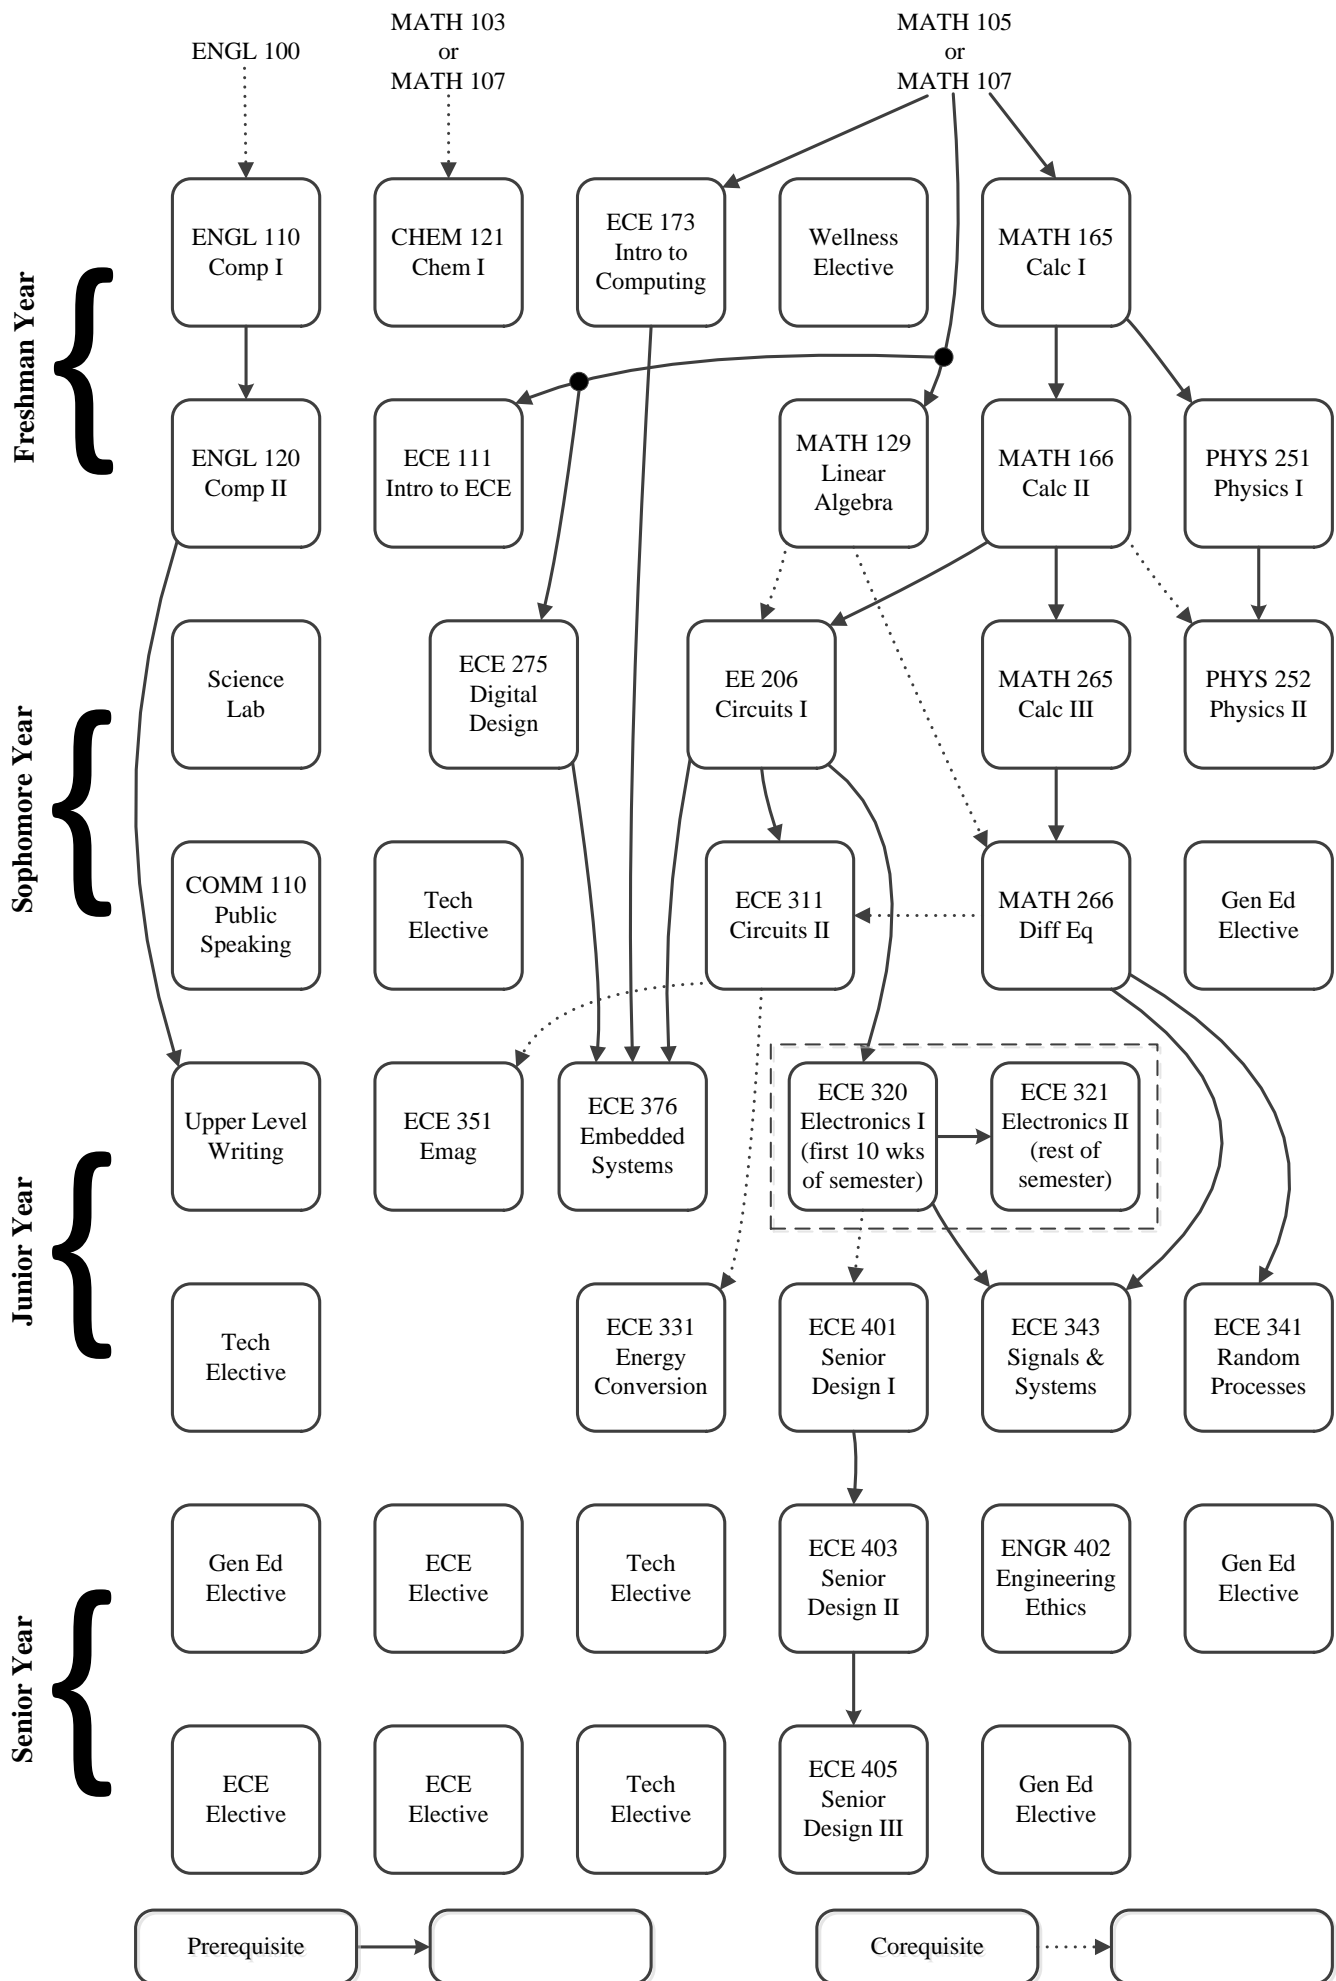 ENGL 100
MATH 103
or
MATH 107
MATH 105
or
MATH 107
Freshman Year
ENGL 110
Comp I
CHEM 121
Chem I
ECE 173
Intro to
Computing
Wellness
Elective
MATH 165
Calc I
ENGL 120
Comp II
ECE 111
Intro to ECE
MATH 129
Linear
Algebra
MATH 166
Calc II
PHYS 251
Physics I
Sophomore Year
Science
Lab
ECE 275
Digital
Design
EE 206
Circuits I
MATH 265
Calc III
PHYS 252
Physics II
COMM 110
Public
Speaking
Tech
Elective
ECE 311
Circuits II
MATH 266
Diff Eq
Gen Ed
Elective
Junior Year
Upper Level
Writing
ECE 351
Emag
ECE 376
Embedded
Systems
ECE 320
Electronics I
(first 10 wks
of semester)
ECE 321
Electronics II
(rest of
semester)
Tech
Elective
ECE 331
Energy
Conversion
ECE 401
Senior
Design I
ECE 343
Signals &
Systems
ECE 341
Random
Processes
Senior Year
Gen Ed
Elective
ECE
Elective
Tech
Elective
ECE 403
Senior
Design II
ENGR 402
Engineering
Ethics
Gen Ed
Elective
ECE
Elective
ECE
Elective
Tech
Elective
ECE 405
Senior
Design III
Gen Ed
Elective
Prerequisite
Corequisite